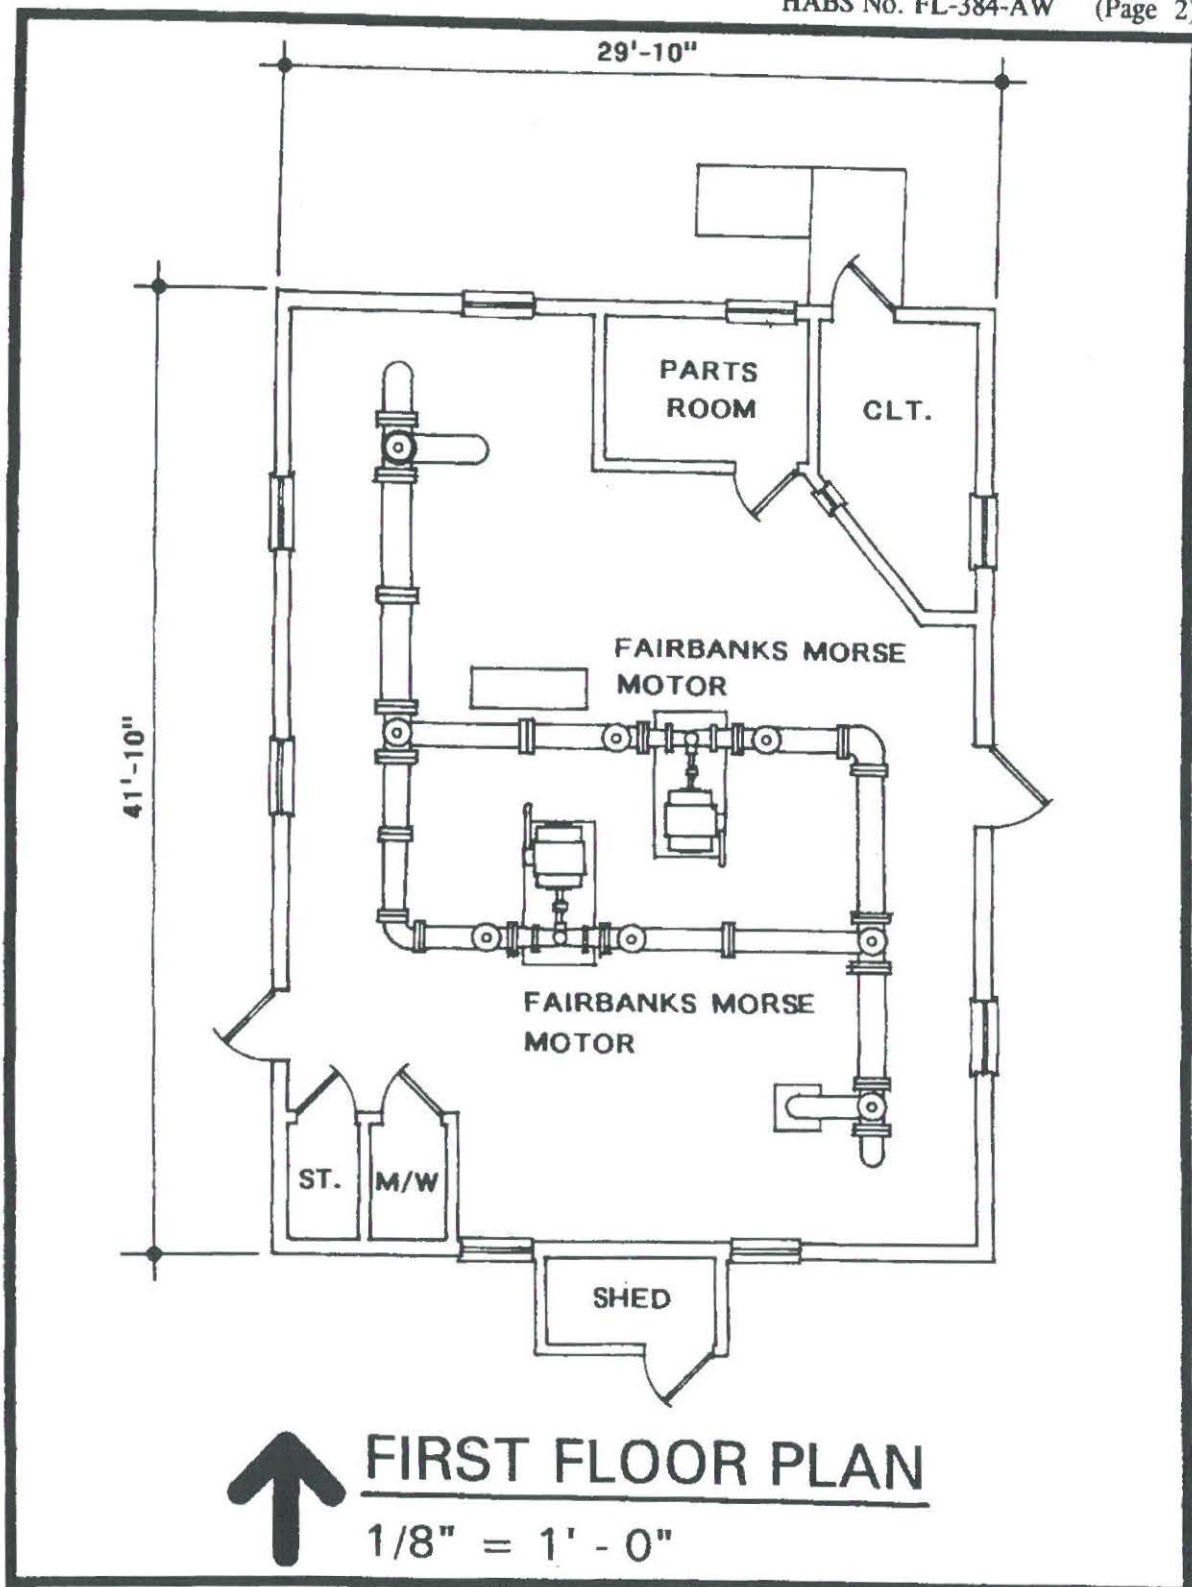 HABS No. FL-384-AW (Page 2)
29'-10"
PARTS
ROOM
CLT.
FAIRBANKS MORSE
MOTOR
41'-10"
FAIRBANKS MORSE
MOTOR
ST.
M/W
SHED
FIRST FLOOR PLAN
1/8" = 1' - 0"